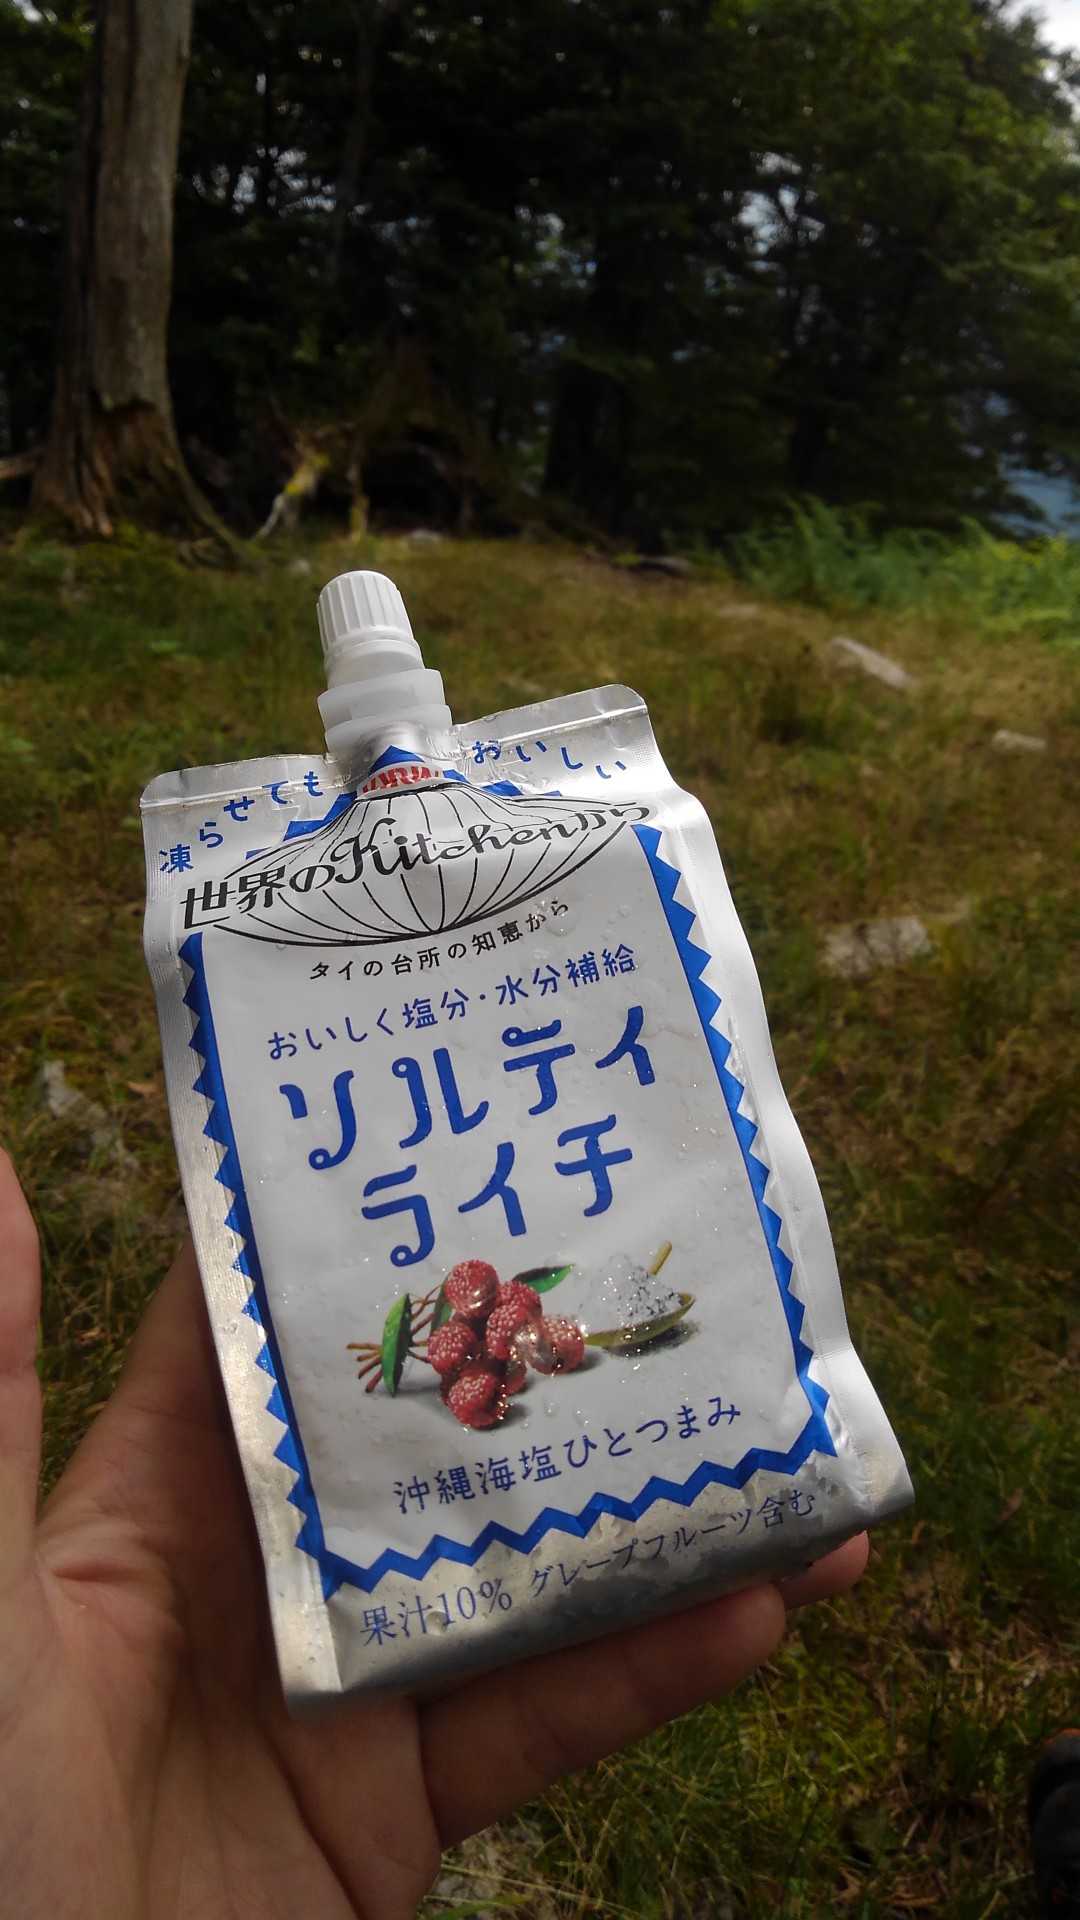 凍らせてもおいしい
KIRIN
世界のKitchenから
タイの台所の知恵から
おいしく塩分・水分補給
ソルティ
ライチ
沖縄海塩ひとつまみ
果汁10% グレープフルーツ含む